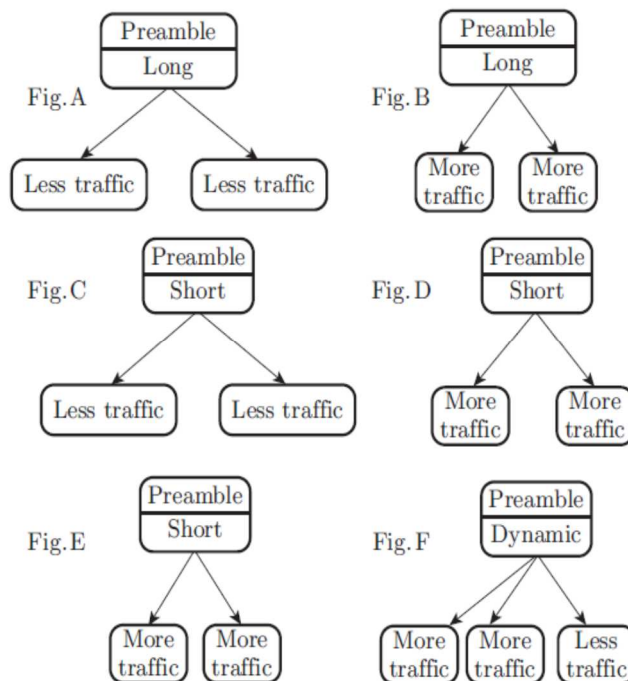 Preamble
Long
Fig.A
Less traffic
Less traffic
Preamble
Long
Fig.B
More
traffic
More
traffic
Preamble
Short
Fig.C
Less traffic
Less traffic
Preamble
Short
Fig.D
More
traffic
More
traffic
Preamble
Short
Fig.E
More
traffic
More
traffic
Preamble
Dynamic
Fig.F
More
traffic
More
traffic
Less
traffic